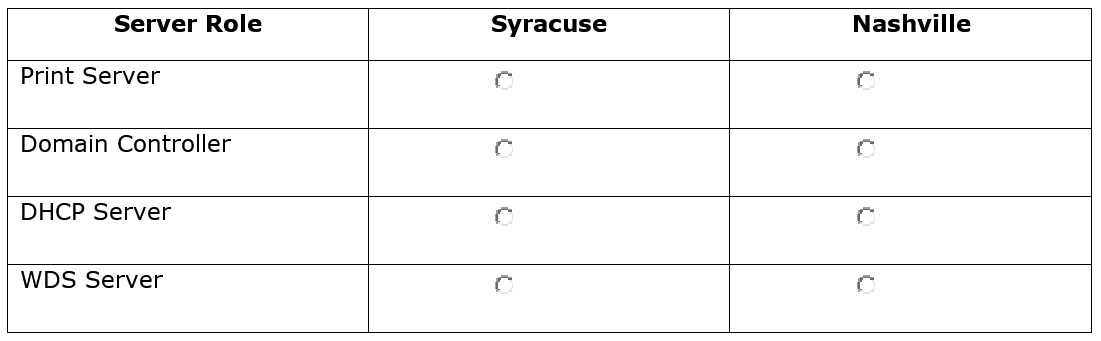 Server Role Syracuse Nashville
Print Server
Domain Controller
DHCP Server
WDS Server